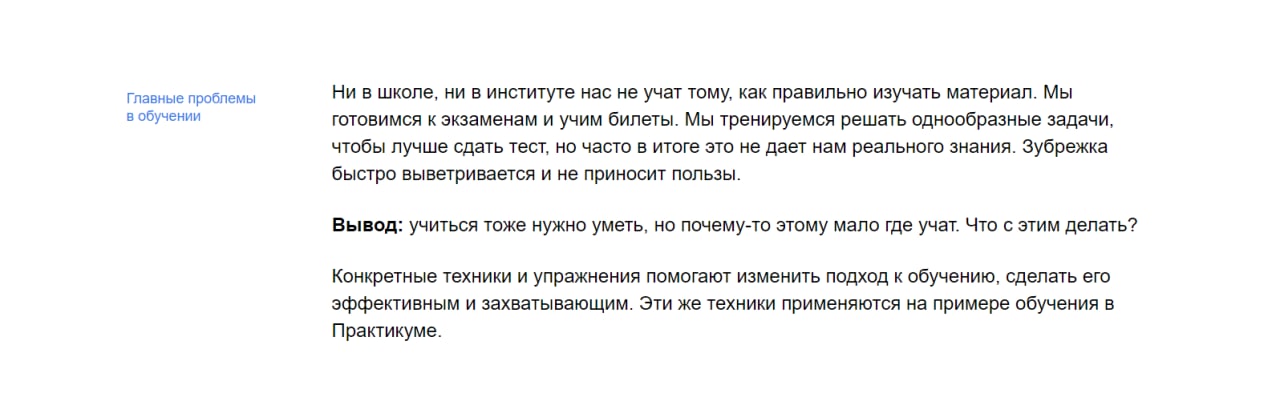 Главные проблемы
в обучении
Ни в школе, ни в институте нас не учат тому, как правильно изучать материал. Мы
готовимся к экзаменам и учим билеты. Мы тренируемся решать однообразные задачи,
чтобы лучше сдать тест, но часто в итоге это не дает нам реального знания. Зубрежка
быстро выветривается и не приносит пользы.
Вывод: учиться тоже нужно уметь, но почему-то этому мало где учат. Что с этим делать?
Конкретные техники и упражнения помогают изменить подход к обучению, сделать его
эффективным и захватывающим. Эти же техники применяются на примере обучения в
Практикуме.